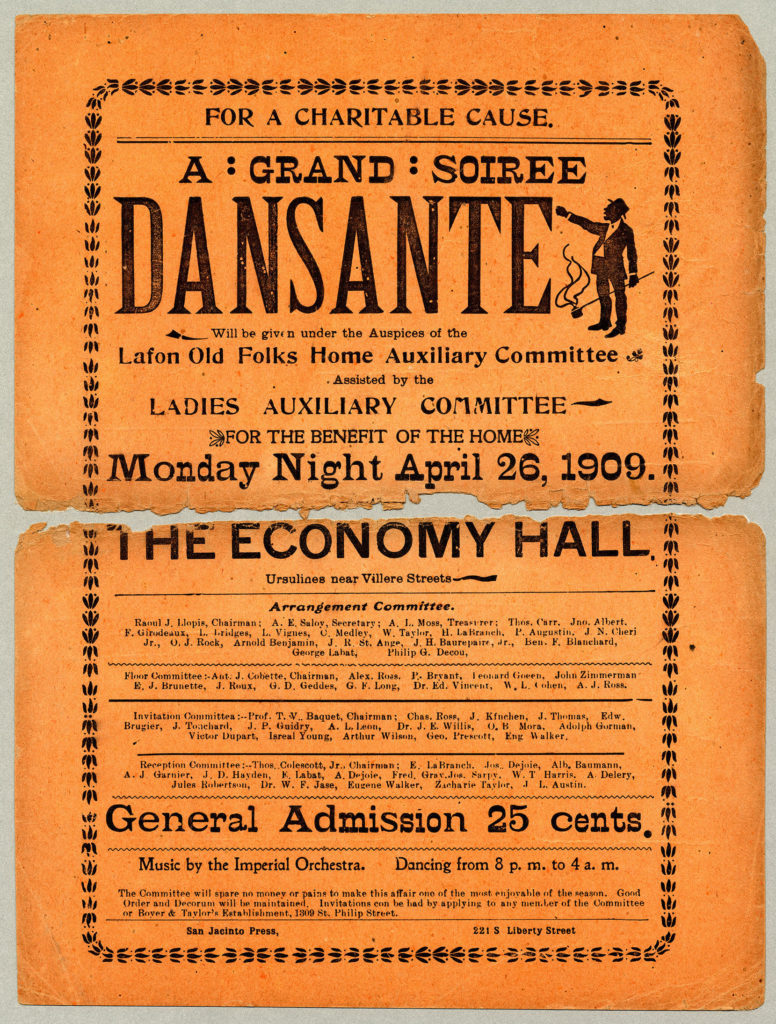 FOR A CHARITABLE CAUSE.
A : GRAND : SOIREE
DANSANTE
Will be given under the Auspices of the
Lafon Old Folks Home Auxiliary Committee
Assisted by the
LADIES AUXILIARY COMMITTEE
FOR THE BENEFIT OF THE HOME
Monday Night April 26, 1909.
THE ECONOMY HALL.
Ursulines near Villere Streets
Arrangement Committee.
Raoul J. Llopis, Chairman; A. E. Saloy, Secretary; A. L. Moss, Treasurer; Thos. Carr. Jno. Albert.
F. Girodeaux, L. Bridges, L. Vignes, O. Medley, W. Taylor, H. LaBranch, P. Augustin, J. N. Cheri
Jr., O. J. Rock, Arnold Benjamin, J. R. St. Ange, J. H. Baurepaire, Jr., Ben. F. Blanchard,
George Labat, Philip G. Decou,
Floor Committee:-Ant. J. Cobette, Chairman, Alex. Ross, P. Bryant, Leonard Goeen, John Zimmerman
E. J. Brunette, J. Roux, G. D. Geddes, G. F. Long, Dr. Ed. Vincent, W. L. Cohen, A. J. Ross.
Invitation Committea:--Prof. T. V. Baquet, Chairman; Chas. Ross, J. Kinchen, J. Thomas, Edw.
Brugier, J. Touchard, J. P. Guidry, A. L. Leon, Dr. J. E. Willis, O. B. Mora, Adolph Gorman,
Victor Dupart, Isreal Young, Arthur Wilson, Geo. Prescott, Eng Walker.
Reception Committee:--Thos. Colescott, Jr., Chairman; E. LaBranch, Jos. Dejoie, Alb. Baumann,
A. J. Garnier, J. D. Hayden, E. Labat, A. Dejoie, Fred. Gray, Jos. Sarpy, W. T. Harris, A. Delery,
Jules Robertson, Dr. W. F. Jase, Eugene Walker, Zacharie Taylor, J. L. Austin.
General Admission 25 cents.
Music by the Imperial Orchestra. Dancing from 8 p. m. to 4 a. m.
The Committee will spare no money or pains to make this affair one of the most enjoyable of the season. Good
Order and Decorum will be maintained. Invitations con be had by applying to any member of the Committee
or Boyer & Taylor's Establishment, 1309 St. Philip Street.
San Jacinto Press, 221 S Liberty Street